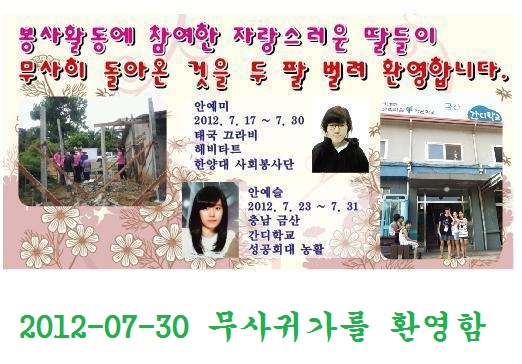 봉사활동에 참여한 자랑스러운 딸들이
무사히 돌아온 것을 두 팔 벌려 환영합니다.
안예미
2012. 7. 17 ~ 7. 30
태국 끄라비
해비타트
한양대 사회봉사단
안예슬
2012. 7. 23 ~ 7. 31
충남 금산
간디학교
성공회대 농활
금산
간디학교
2012-07-30 무사귀가를 환영함